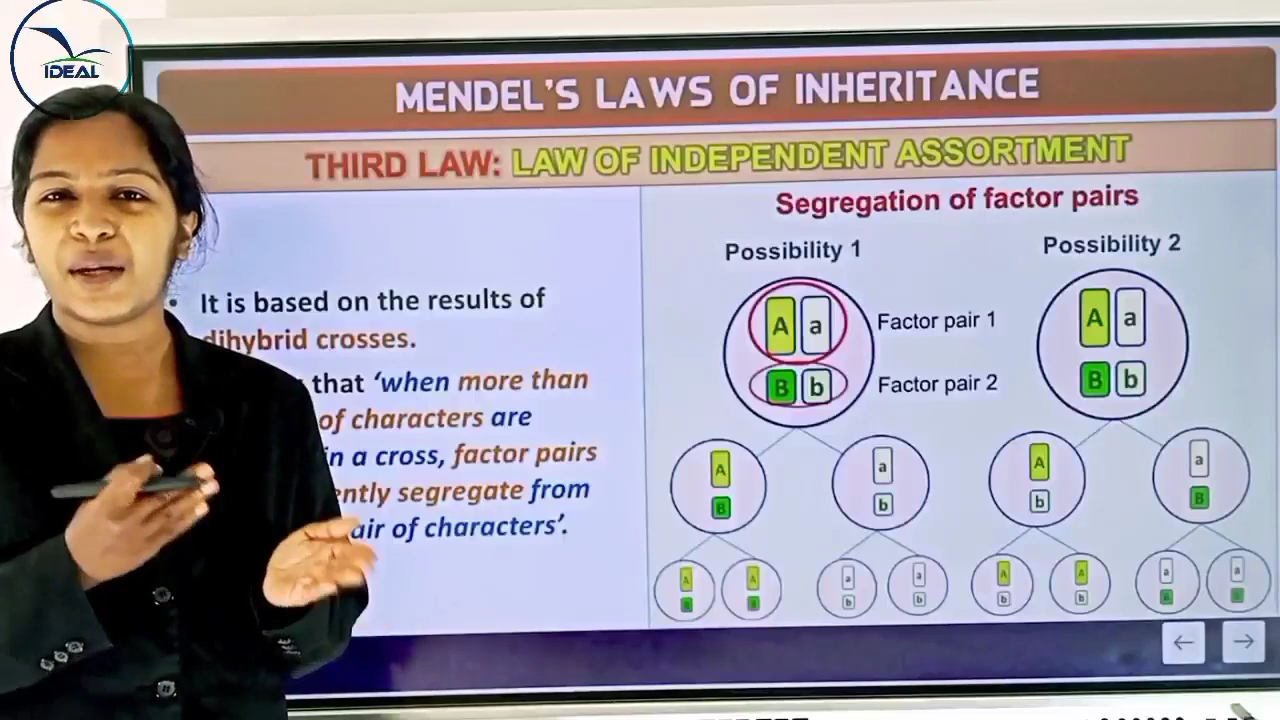 IDEAL
MENDEL'S LAWS OF INHERITANCE
THIRD LAW: LAW OF INDEPENDENT ASSORTMENT
• It is based on the results of
dihybrid crosses.
that 'when more than
of characters are
in a cross, factor pairs
ently segregate from
air of characters'.
Segregation of factor pairs
Possibility 1
Possibility 2
A a
Factor pair 1
A a
B b
Factor pair 2
B b
A a A a
B b b B
A A a a A A a a
B B b b b b B B
← →